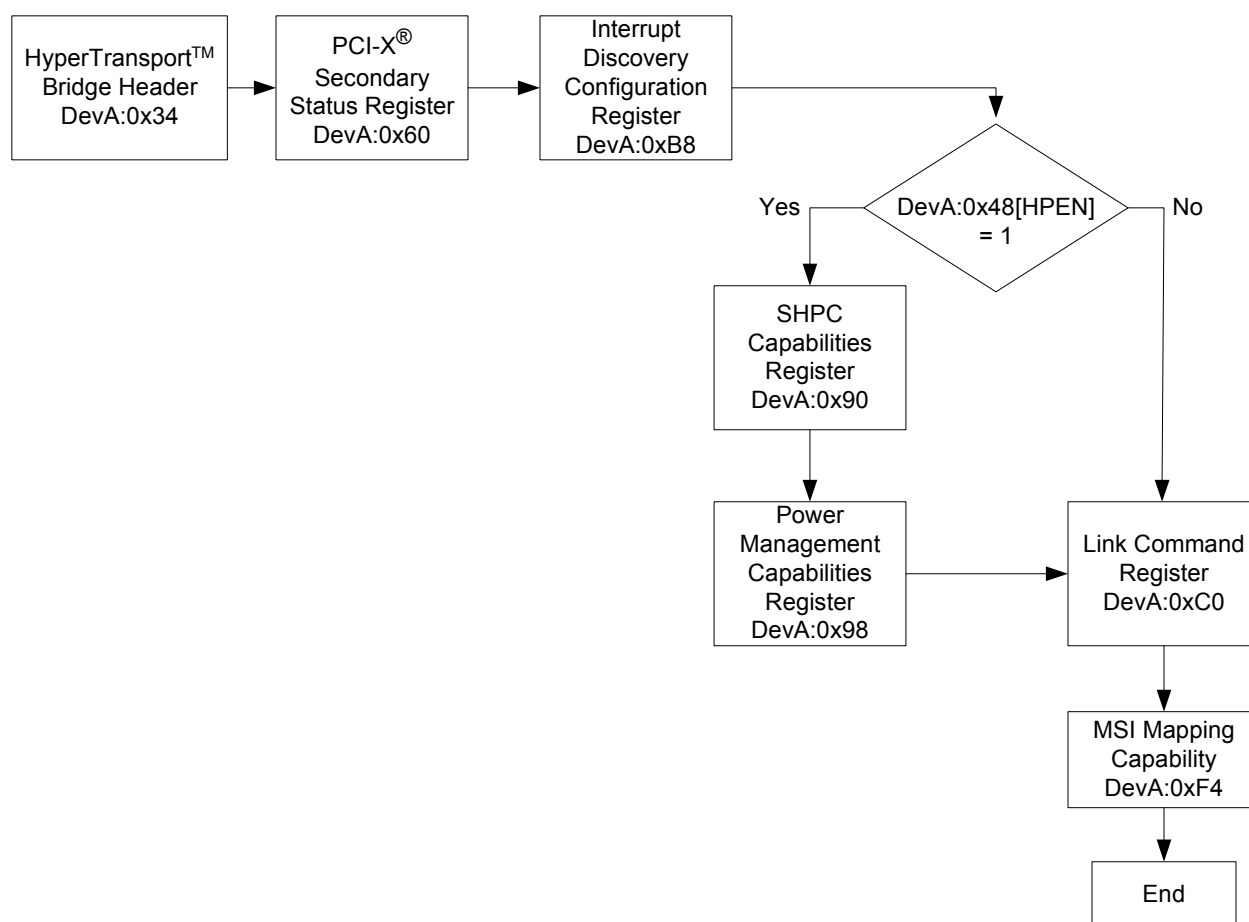 HyperTransport™
Bridge Header
DevA:0x34
PCI-X®
Secondary
Status Register
DevA:0x60
Interrupt
Discovery
Configuration
Register
DevA:0xB8
Yes
DevA:0x48[HPEN]
= 1
No
SHPC
Capabilities
Register
DevA:0x90
Power
Management
Capabilities
Register
DevA:0x98
Link Command
Register
DevA:0xC0
MSI Mapping
Capability
DevA:0xF4
End